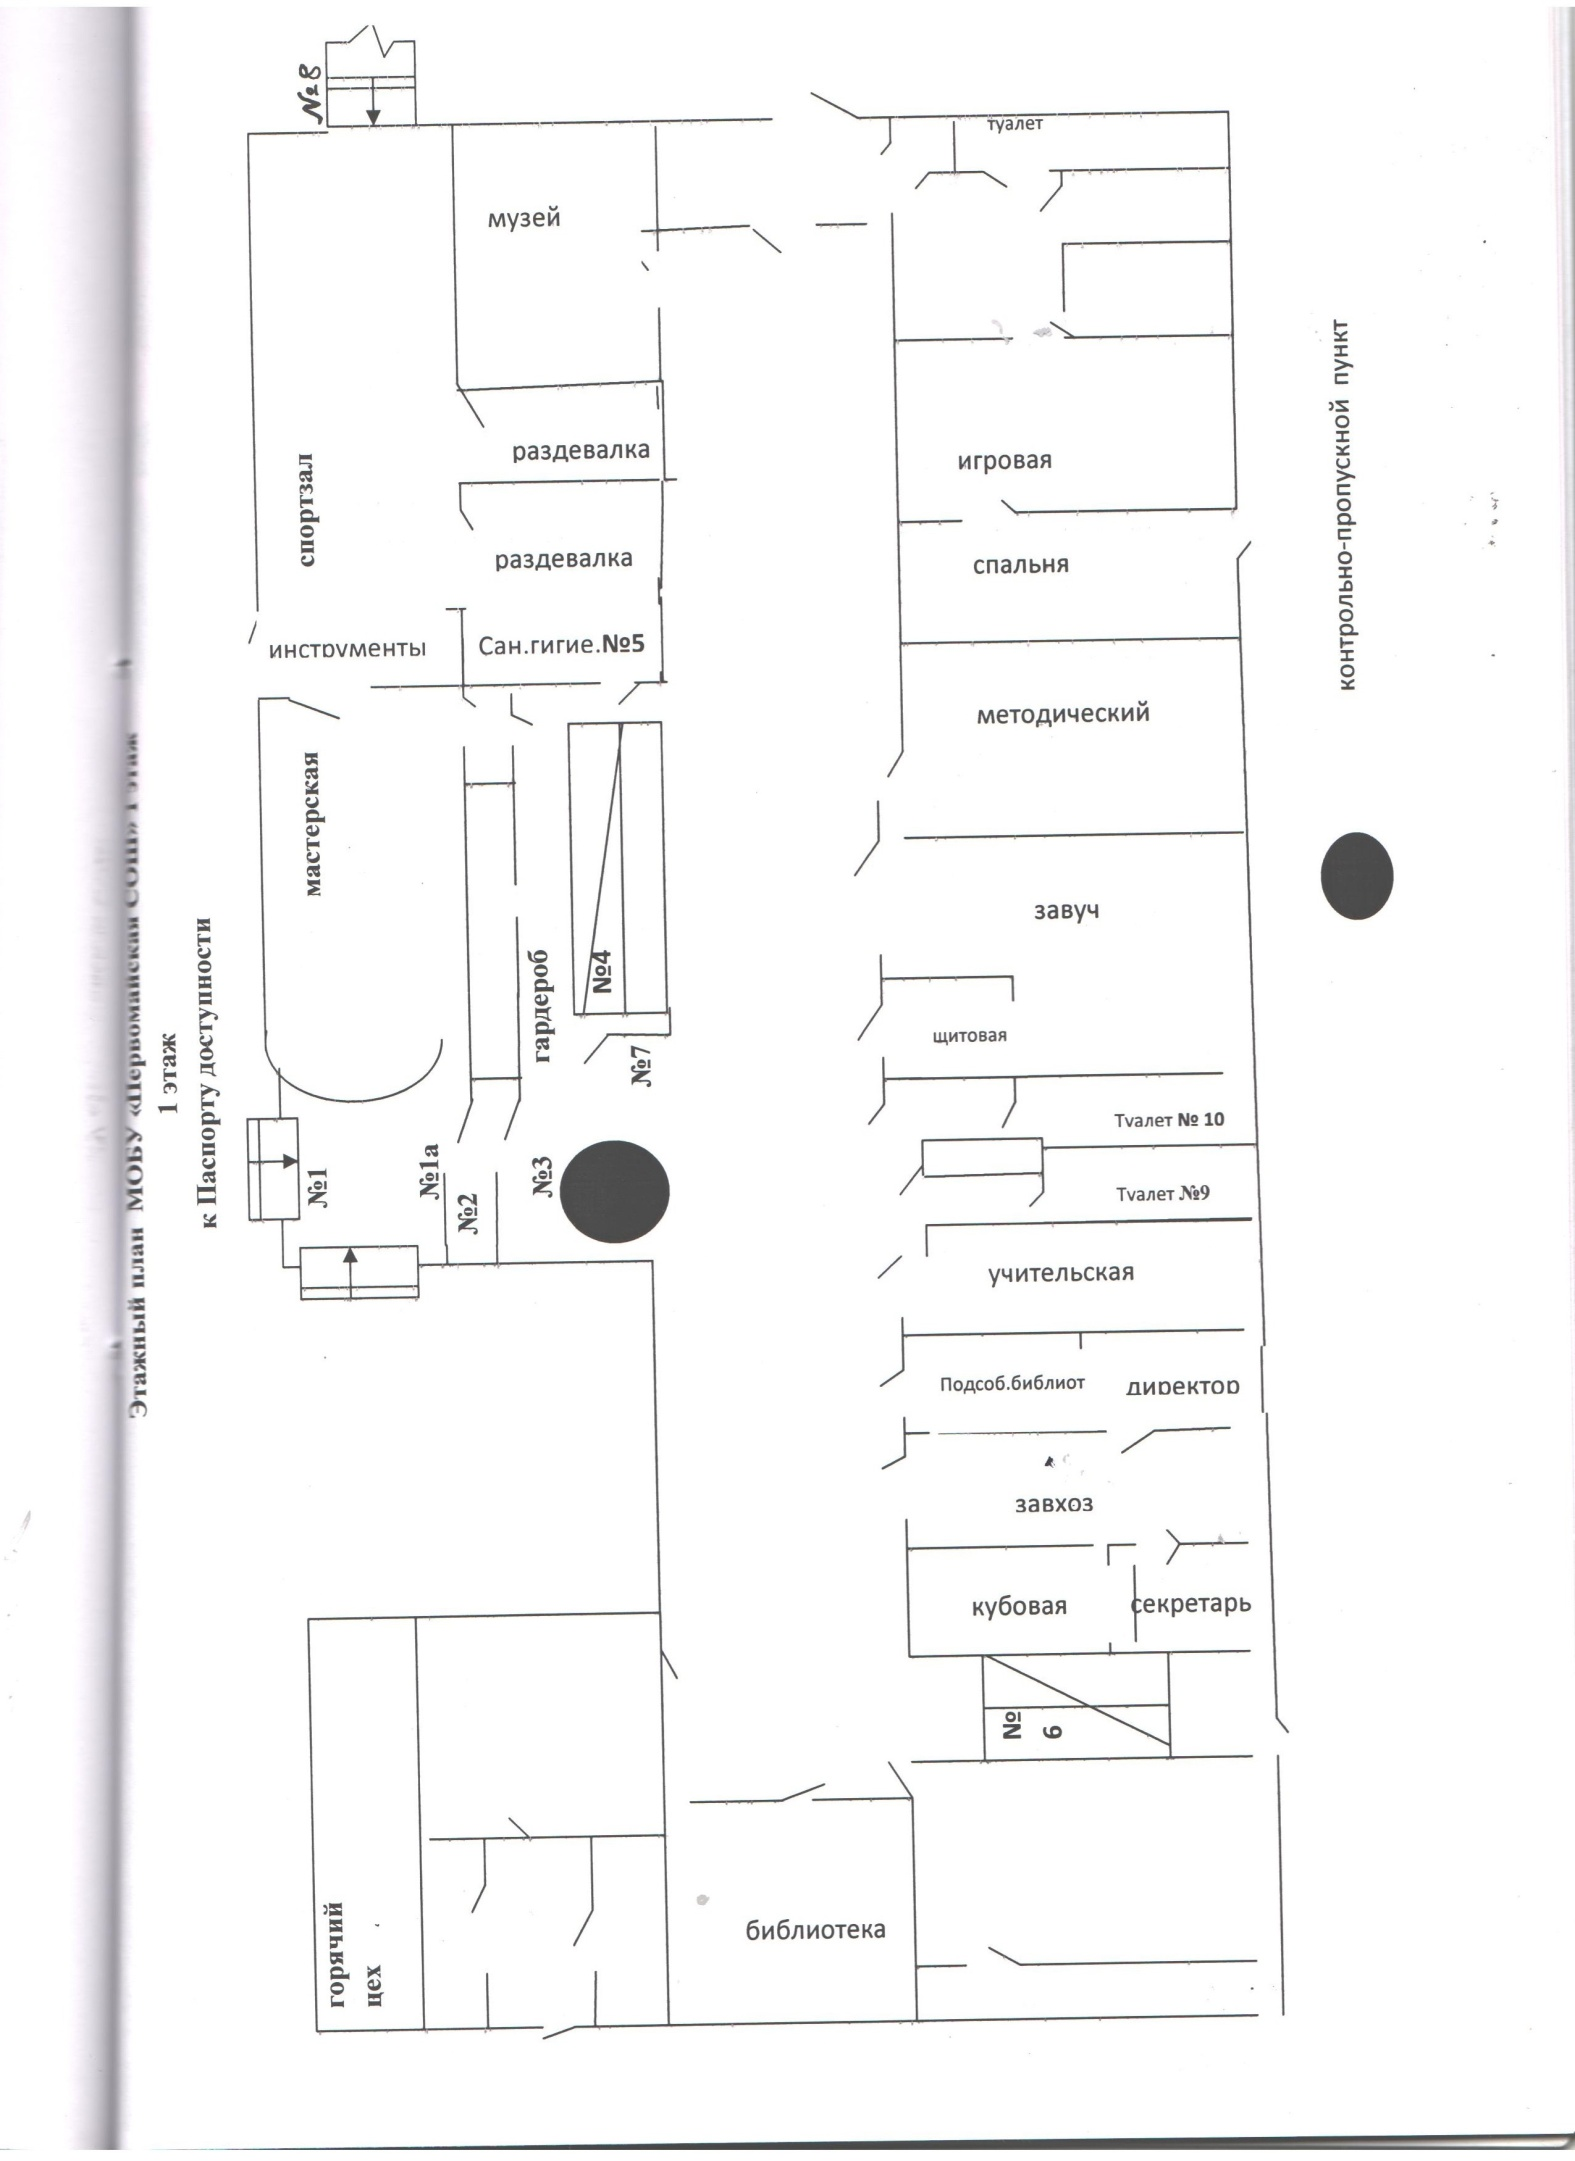 Этажный план МОБУ «Первомайская СОШ» 1 этаж
1 этаж
к Паспорту доступности
№8
туалет
музей
спортзал
раздевалка
игровая
раздевалка
спальня
инструменты
Сан.гигие.№5
методический
мастерская
завуч
гардероб
№4
щитовая
№7
Туалет № 10
№1
№1а
№2
№3
Туалет №9
учительская
Подсоб.библиот
директор
завхоз
кубовая
секретарь
№
6
горячий
цех
библиотека
контрольно-пропускной пункт